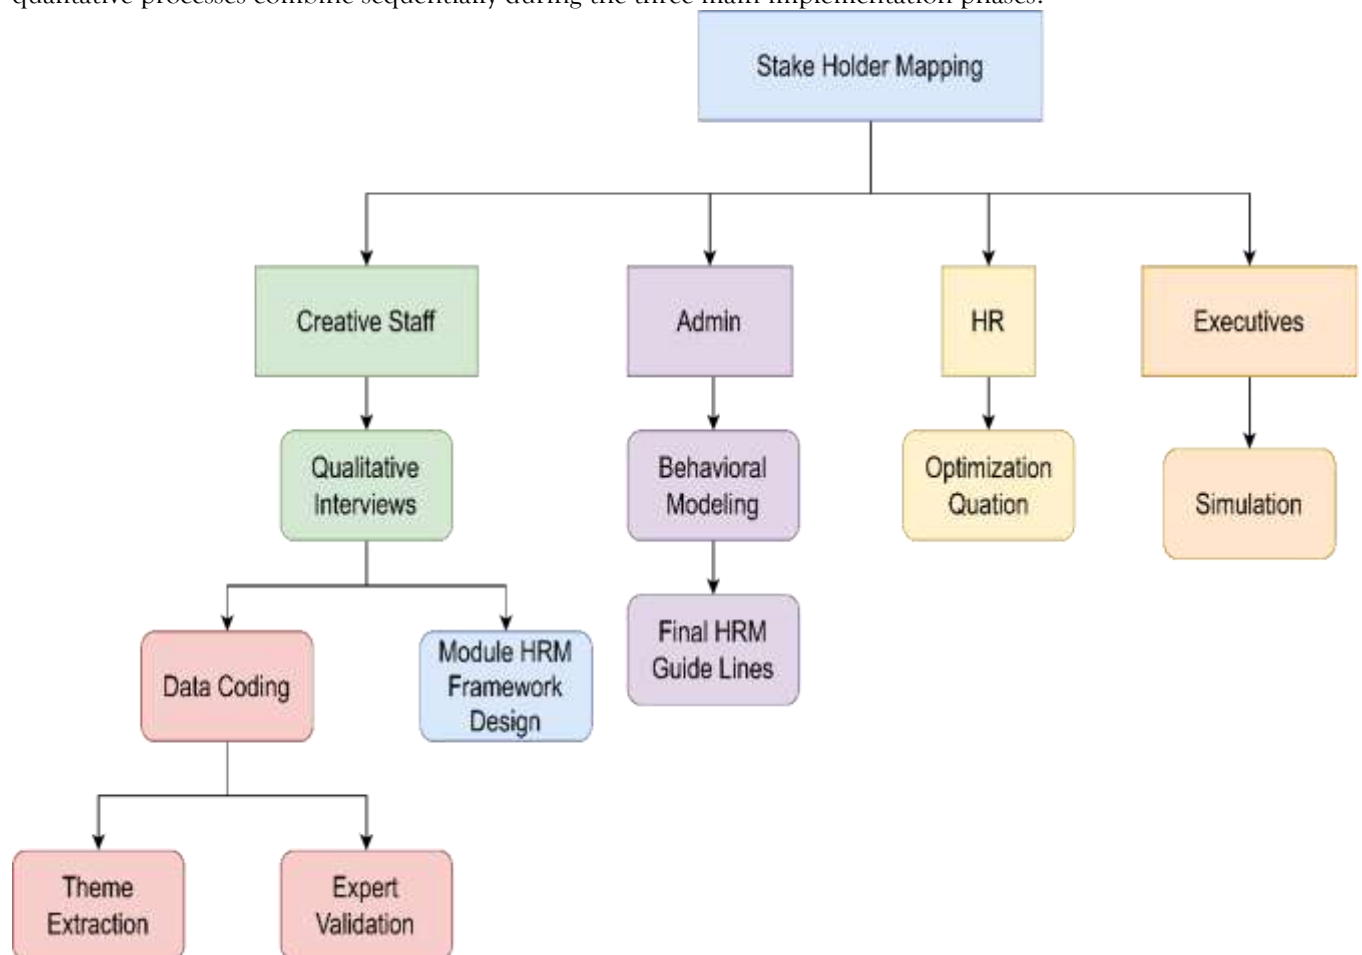 qualitative processes combine sequentially during the three main implementation phases.
Stake Holder Mapping
Creative Staff
Admin
HR
Executives
Qualitative
Interviews
Behavioral
Modeling
Optimization
Quation
Simulation
Data Coding
Module HRM
Framework
Design
Final HRM
Guide Lines
Theme
Extraction
Expert
Validation